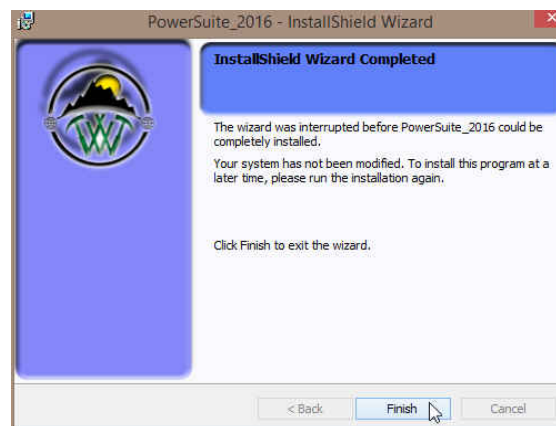 PowerSuite_2016 - InstallShield Wizard
InstallShield Wizard Completed
The wizard was interrupted before PowerSuite_2016 could be
completely installed.
Your system has not been modified. To install this program at a
later time, please run the installation again.
Click Finish to exit the wizard.
< Back
Finish
Cancel